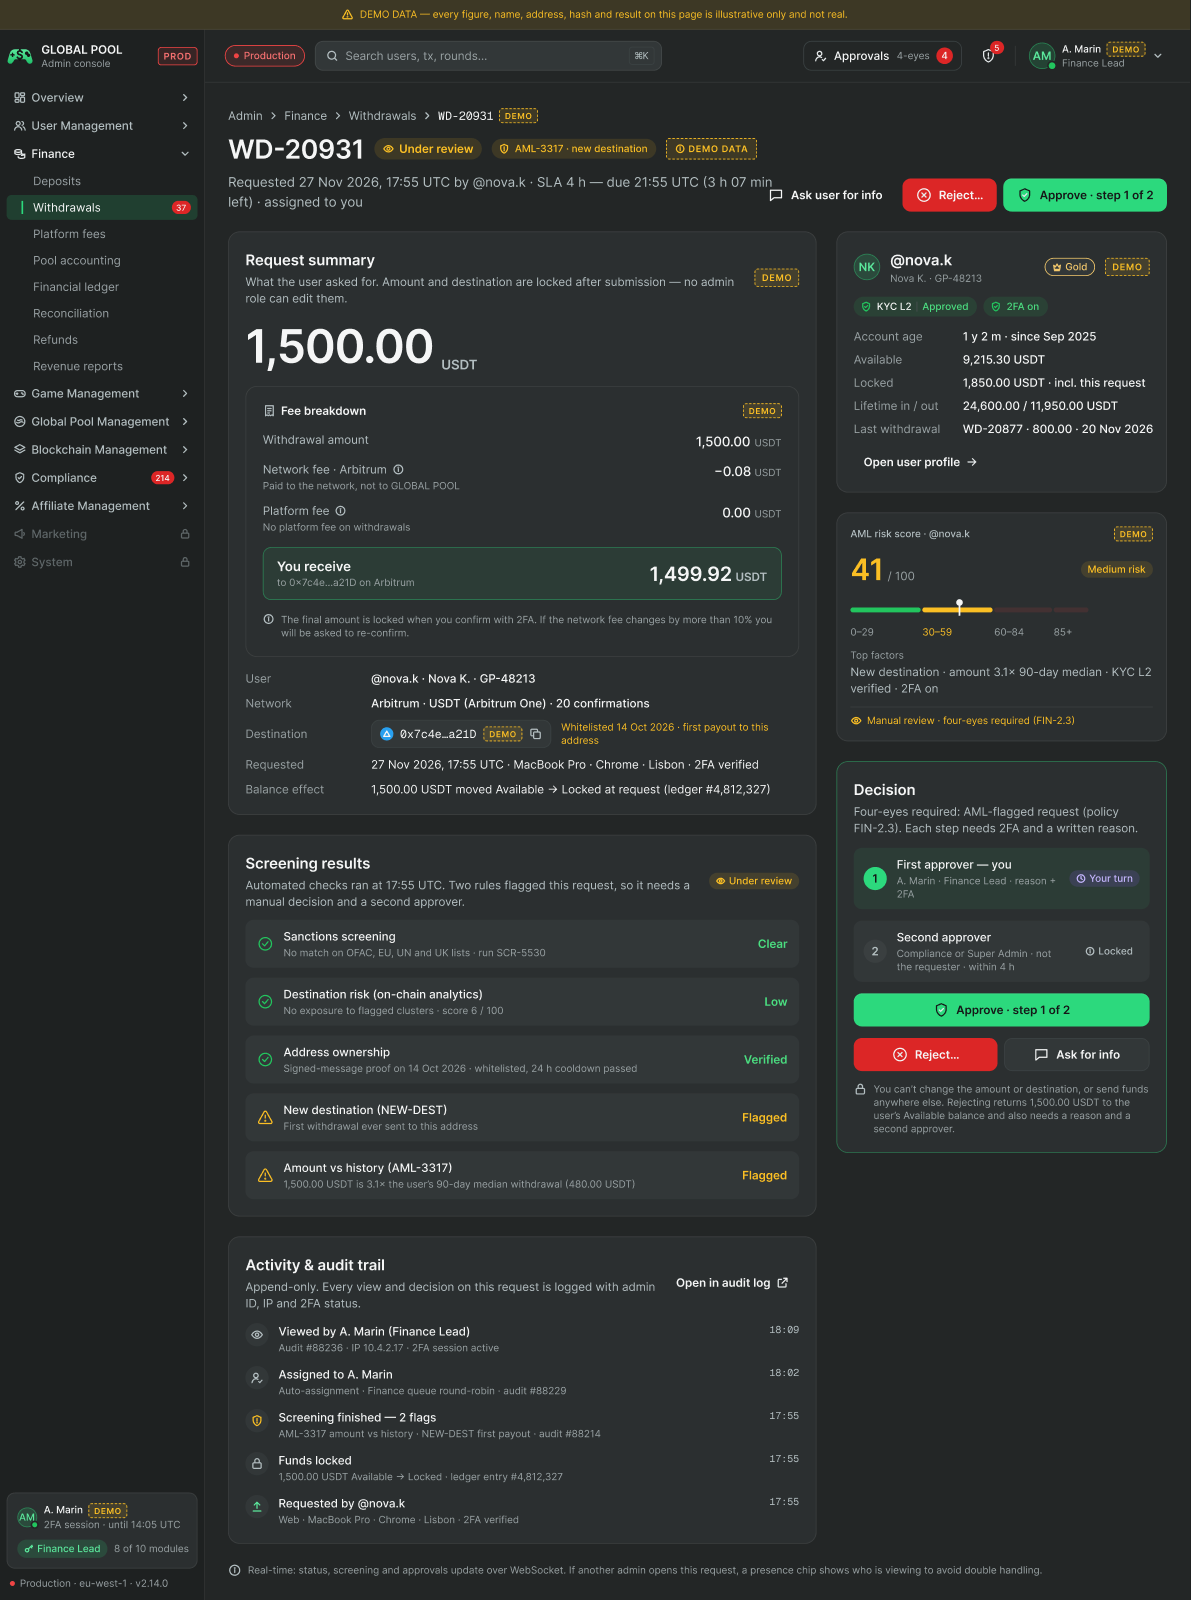 DEMO DATA — every figure, name, address, hash and result on this page is illustrative only and not real.
GLOBAL POOL
Admin console
PROD
Production
Search users, tx, rounds...
⌘K
Approvals 4-eyes 4
5
AM
A. Marin DEMO
Finance Lead
Overview
User Management
Finance
Deposits
Withdrawals 37
Platform fees
Pool accounting
Financial ledger
Reconciliation
Refunds
Revenue reports
Game Management
Global Pool Management
Blockchain Management
Compliance 214
Affiliate Management
Marketing
System
AM
A. Marin DEMO
2FA session · until 14:05 UTC
Finance Lead 8 of 10 modules
Production · eu-west-1 · v2.14.0
Admin > Finance > Withdrawals > WD-20931 DEMO
WD-20931 Under review AML-3317 · new destination DEMO DATA
Requested 27 Nov 2026, 17:55 UTC by @nova.k · SLA 4 h — due 21:55 UTC (3 h 07 min
left) · assigned to you
Ask user for info Reject... Approve · step 1 of 2
Request summary
What the user asked for. Amount and destination are locked after submission — no admin
role can edit them.
DEMO
1,500.00 USDT
Fee breakdown DEMO
Withdrawal amount 1,500.00 USDT
Network fee · Arbitrum −0.08 USDT
Paid to the network, not to GLOBAL POOL
Platform fee 0.00 USDT
No platform fee on withdrawals
You receive
to 0×7c4e…a21D on Arbitrum
1,499.92 USDT
The final amount is locked when you confirm with 2FA. If the network fee changes by more than 10% you
will be asked to re-confirm.
User @nova.k · Nova K. · GP-48213
Network Arbitrum · USDT (Arbitrum One) · 20 confirmations
Destination 0x7c4e…a21D DEMO Whitelisted 14 Oct 2026 · first payout to this
address
Requested 27 Nov 2026, 17:55 UTC · MacBook Pro · Chrome · Lisbon · 2FA verified
Balance effect 1,500.00 USDT moved Available → Locked at request (ledger #4,812,327)
Screening results
Automated checks ran at 17:55 UTC. Two rules flagged this request, so it needs a
manual decision and a second approver.
Under review
Sanctions screening
No match on OFAC, EU, UN and UK lists · run SCR-5530
Clear
Destination risk (on-chain analytics)
No exposure to flagged clusters · score 6 / 100
Low
Address ownership
Signed-message proof on 14 Oct 2026 · whitelisted, 24 h cooldown passed
Verified
New destination (NEW-DEST)
First withdrawal ever sent to this address
Flagged
Amount vs history (AML-3317)
1,500.00 USDT is 3.1× the user's 90-day median withdrawal (480.00 USDT)
Flagged
Activity & audit trail
Append-only. Every view and decision on this request is logged with admin
ID, IP and 2FA status.
Open in audit log
Viewed by A. Marin (Finance Lead) 18:09
Audit #88236 · IP 10.4.2.17 · 2FA session active
Assigned to A. Marin 18:02
Auto-assignment · Finance queue round-robin · audit #88229
Screening finished — 2 flags 17:55
AML-3317 amount vs history · NEW-DEST first payout · audit #88214
Funds locked 17:55
1,500.00 USDT Available → Locked · ledger entry #4,812,327
Requested by @nova.k 17:55
Web · MacBook Pro · Chrome · Lisbon · 2FA verified
Real-time: status, screening and approvals update over WebSocket. If another admin opens this request, a presence chip shows who is viewing to avoid double handling.
NK
@nova.k
Nova K. · GP-48213
Gold DEMO
KYC L2 Approved 2FA on
Account age 1 y 2 m · since Sep 2025
Available 9,215.30 USDT
Locked 1,850.00 USDT · incl. this request
Lifetime in / out 24,600.00 / 11,950.00 USDT
Last withdrawal WD-20877 · 800.00 · 20 Nov 2026
Open user profile →
AML risk score · @nova.k DEMO
41 / 100 Medium risk
0–29 30–59 60–84 85+
Top factors
New destination · amount 3.1× 90-day median · KYC L2
verified · 2FA on
Manual review · four-eyes required (FIN-2.3)
Decision
Four-eyes required: AML-flagged request (policy
FIN-2.3). Each step needs 2FA and a written reason.
1
First approver — you
A. Marin · Finance Lead · reason +
2FA
Your turn
2
Second approver
Compliance or Super Admin · not
the requester · within 4 h
Locked
Approve · step 1 of 2
Reject... Ask for info
You can't change the amount or destination, or send funds
anywhere else. Rejecting returns 1,500.00 USDT to the
user's Available balance and also needs a reason and a
second approver.